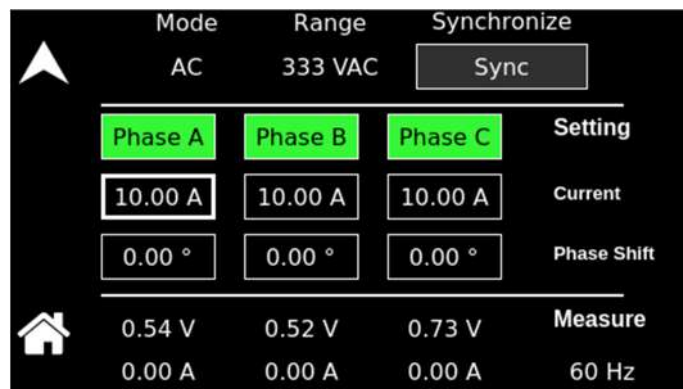 Mode Range Synchronize
AC 333 VAC Sync
Phase A Phase B Phase C Setting
10.00 A 10.00 A 10.00 A Current
0.00 ° 0.00 ° 0.00 ° Phase Shift
0.54 V 0.52 V 0.73 V Measure
0.00 A 0.00 A 0.00 A 60 Hz